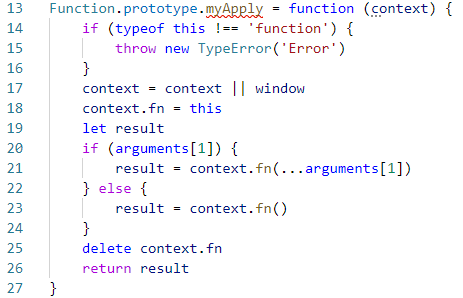 13 Function.prototype.myApply = function (context) {
14     if (typeof this !== 'function') {
15         throw new TypeError('Error')
16     }
17     context = context || window
18     context.fn = this
19     let result
20     if (arguments[1]) {
21         result = context.fn(...arguments[1])
22     } else {
23         result = context.fn()
24     }
25     delete context.fn
26     return result
27 }